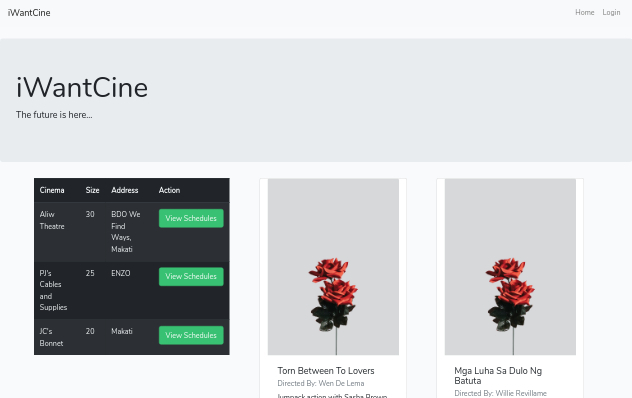 iWantCine Home Login
iWantCine
The future is here...
Cinema Size Address Action
Aliw Theatre 30 BDO We Find Ways, Makati View Schedules
PJ's Cables and Supplies 25 ENZO View Schedules
JC's Bonnet 20 Makati View Schedules
Torn Between To Lovers
Directed By: Wen De Lema
Jumpack action with Sasha Brown
Mga Luha Sa Dulo Ng
Batuta
Directed By: Willie Revillame